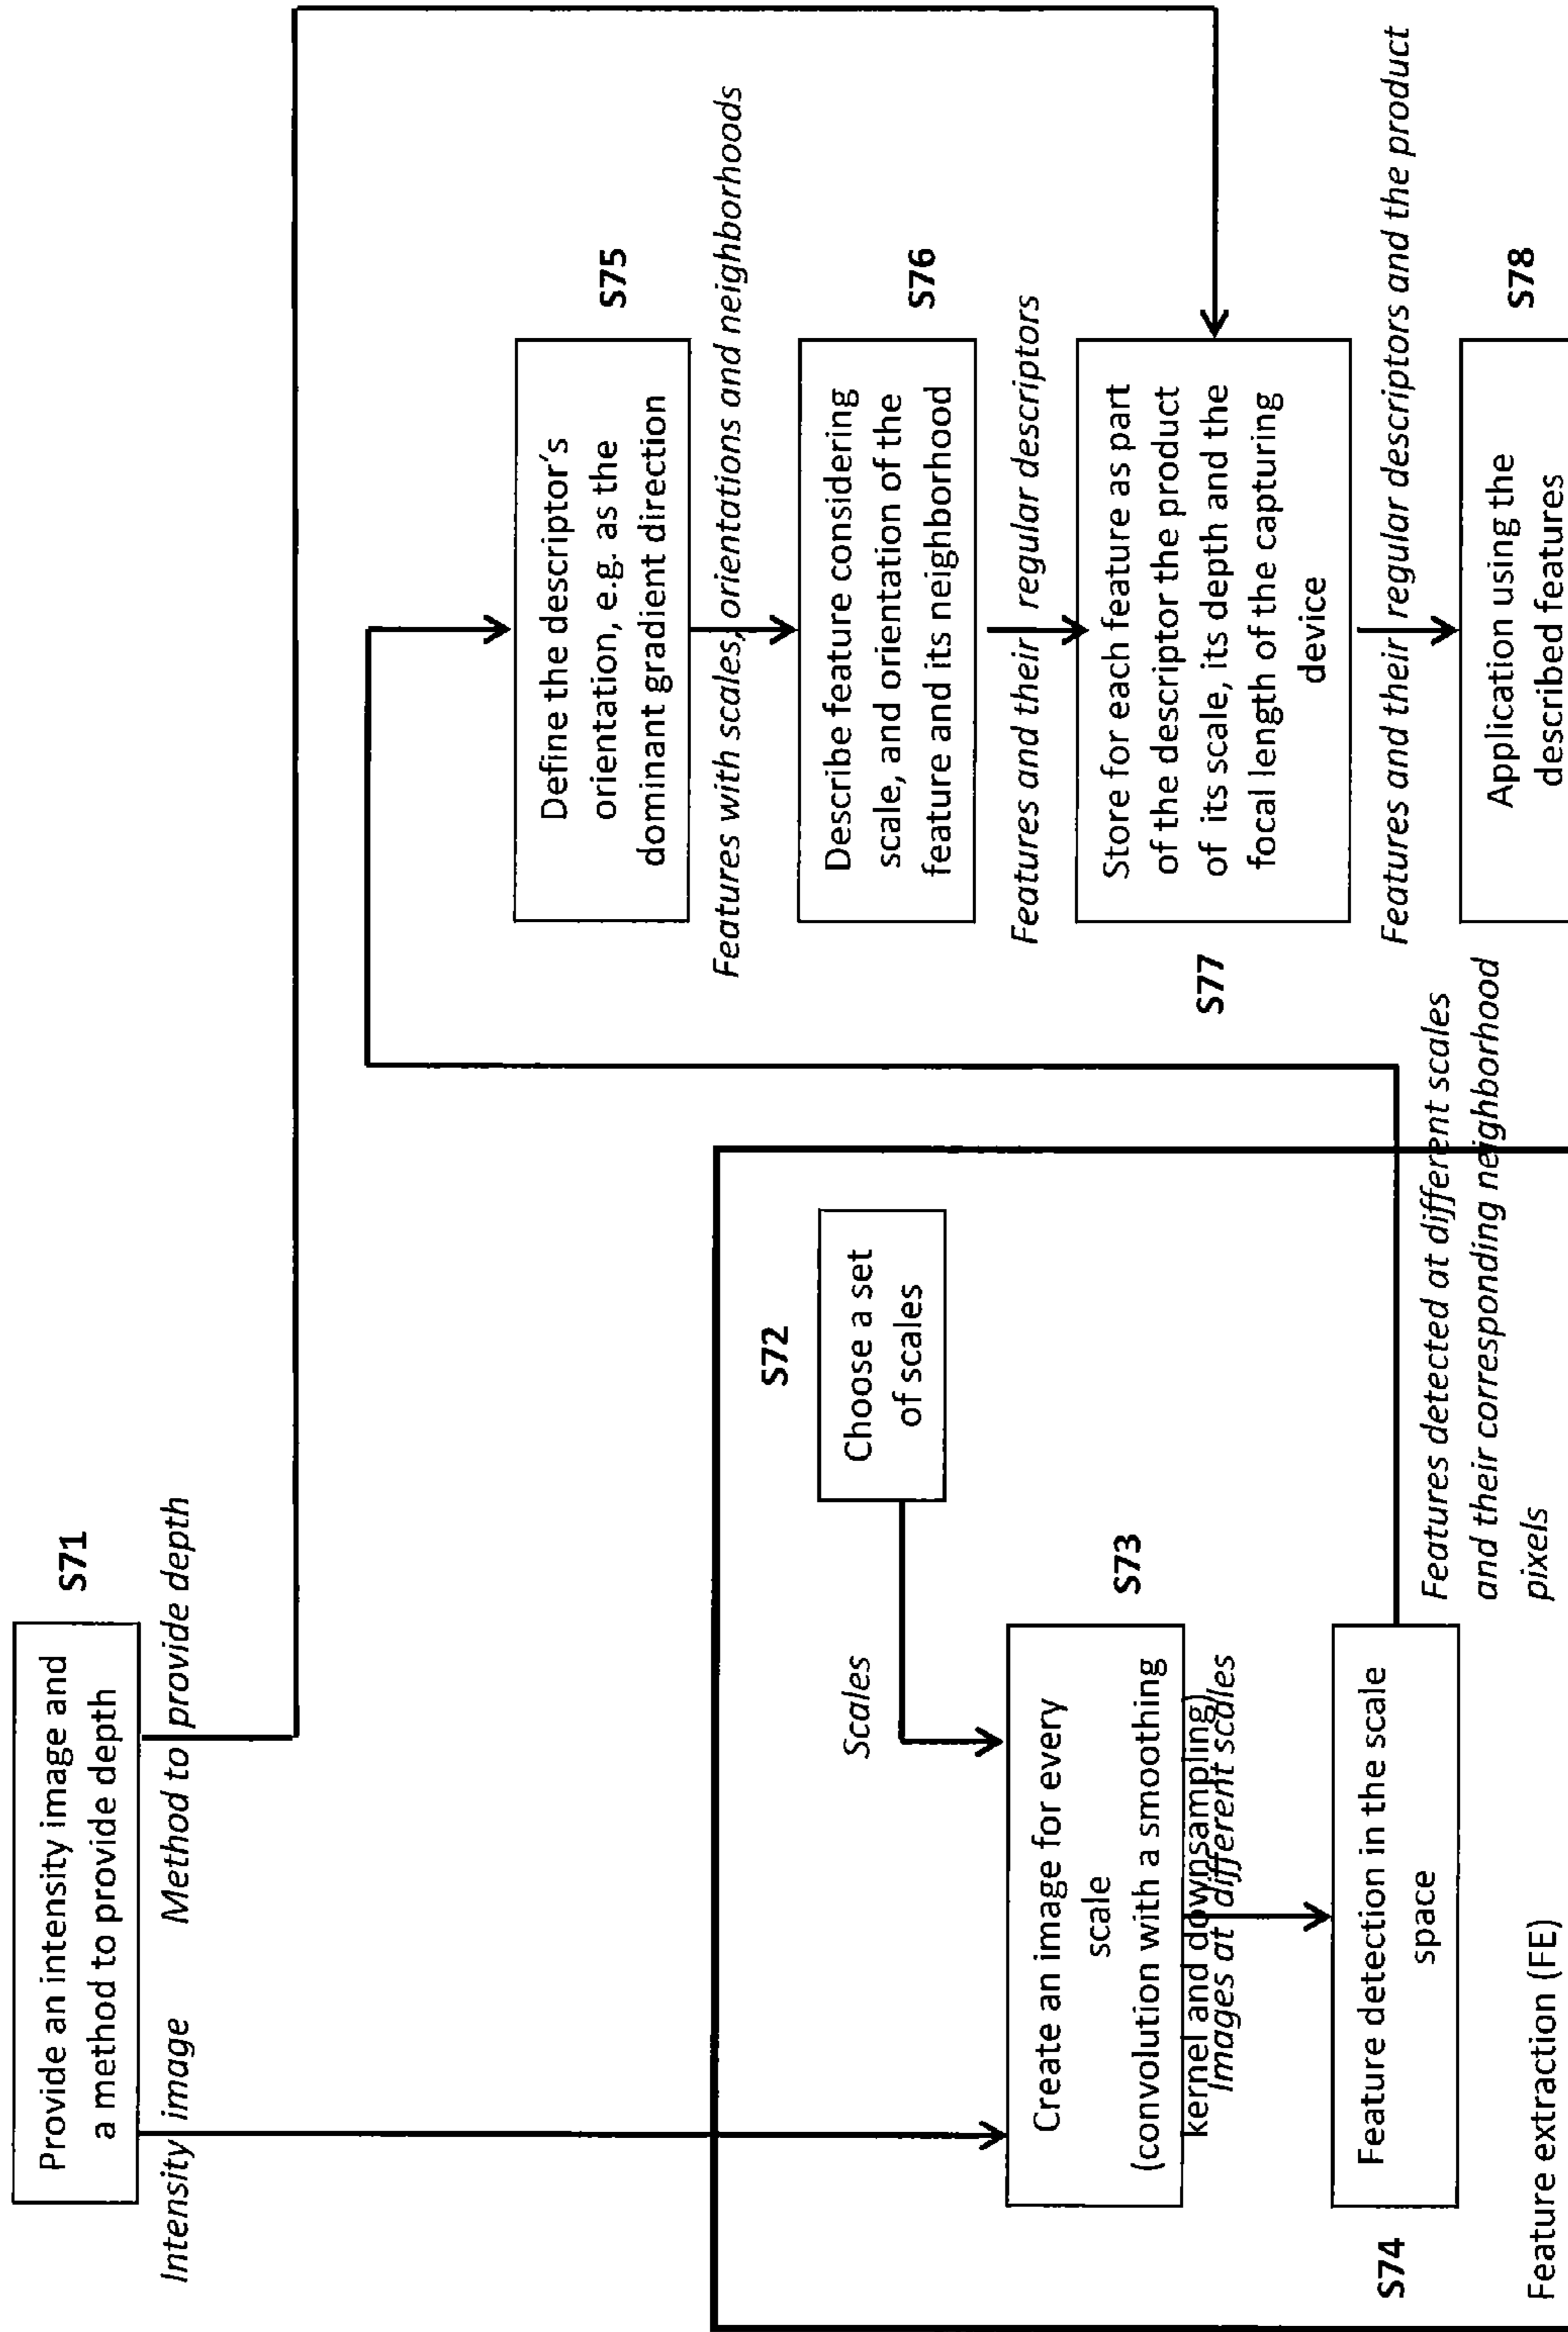 Provide an intensity image and
a method to provide depth
S71
Intensity image
Method to provide depth
S72
Choose a set
of scales
Scales
S73
Create an image for every
scale
(convolution with a smoothing
kernel and downsampling)
Images at different scales
S74
Feature detection in the scale
space
Features detected at different scales
and their corresponding neighborhood
pixels
Feature extraction (FE)
S75
Define the descriptor's
orientation, e.g. as the
dominant gradient direction
Features with scales, orientations and neighborhoods
S76
Describe feature considering
scale, and orientation of the
feature and its neighborhood
Features and their regular descriptors
S77
Store for each feature as part
of the descriptor the product
of its scale, its depth and the
focal length of the capturing
device
Features and their regular descriptors and the product
S78
Application using the
described features